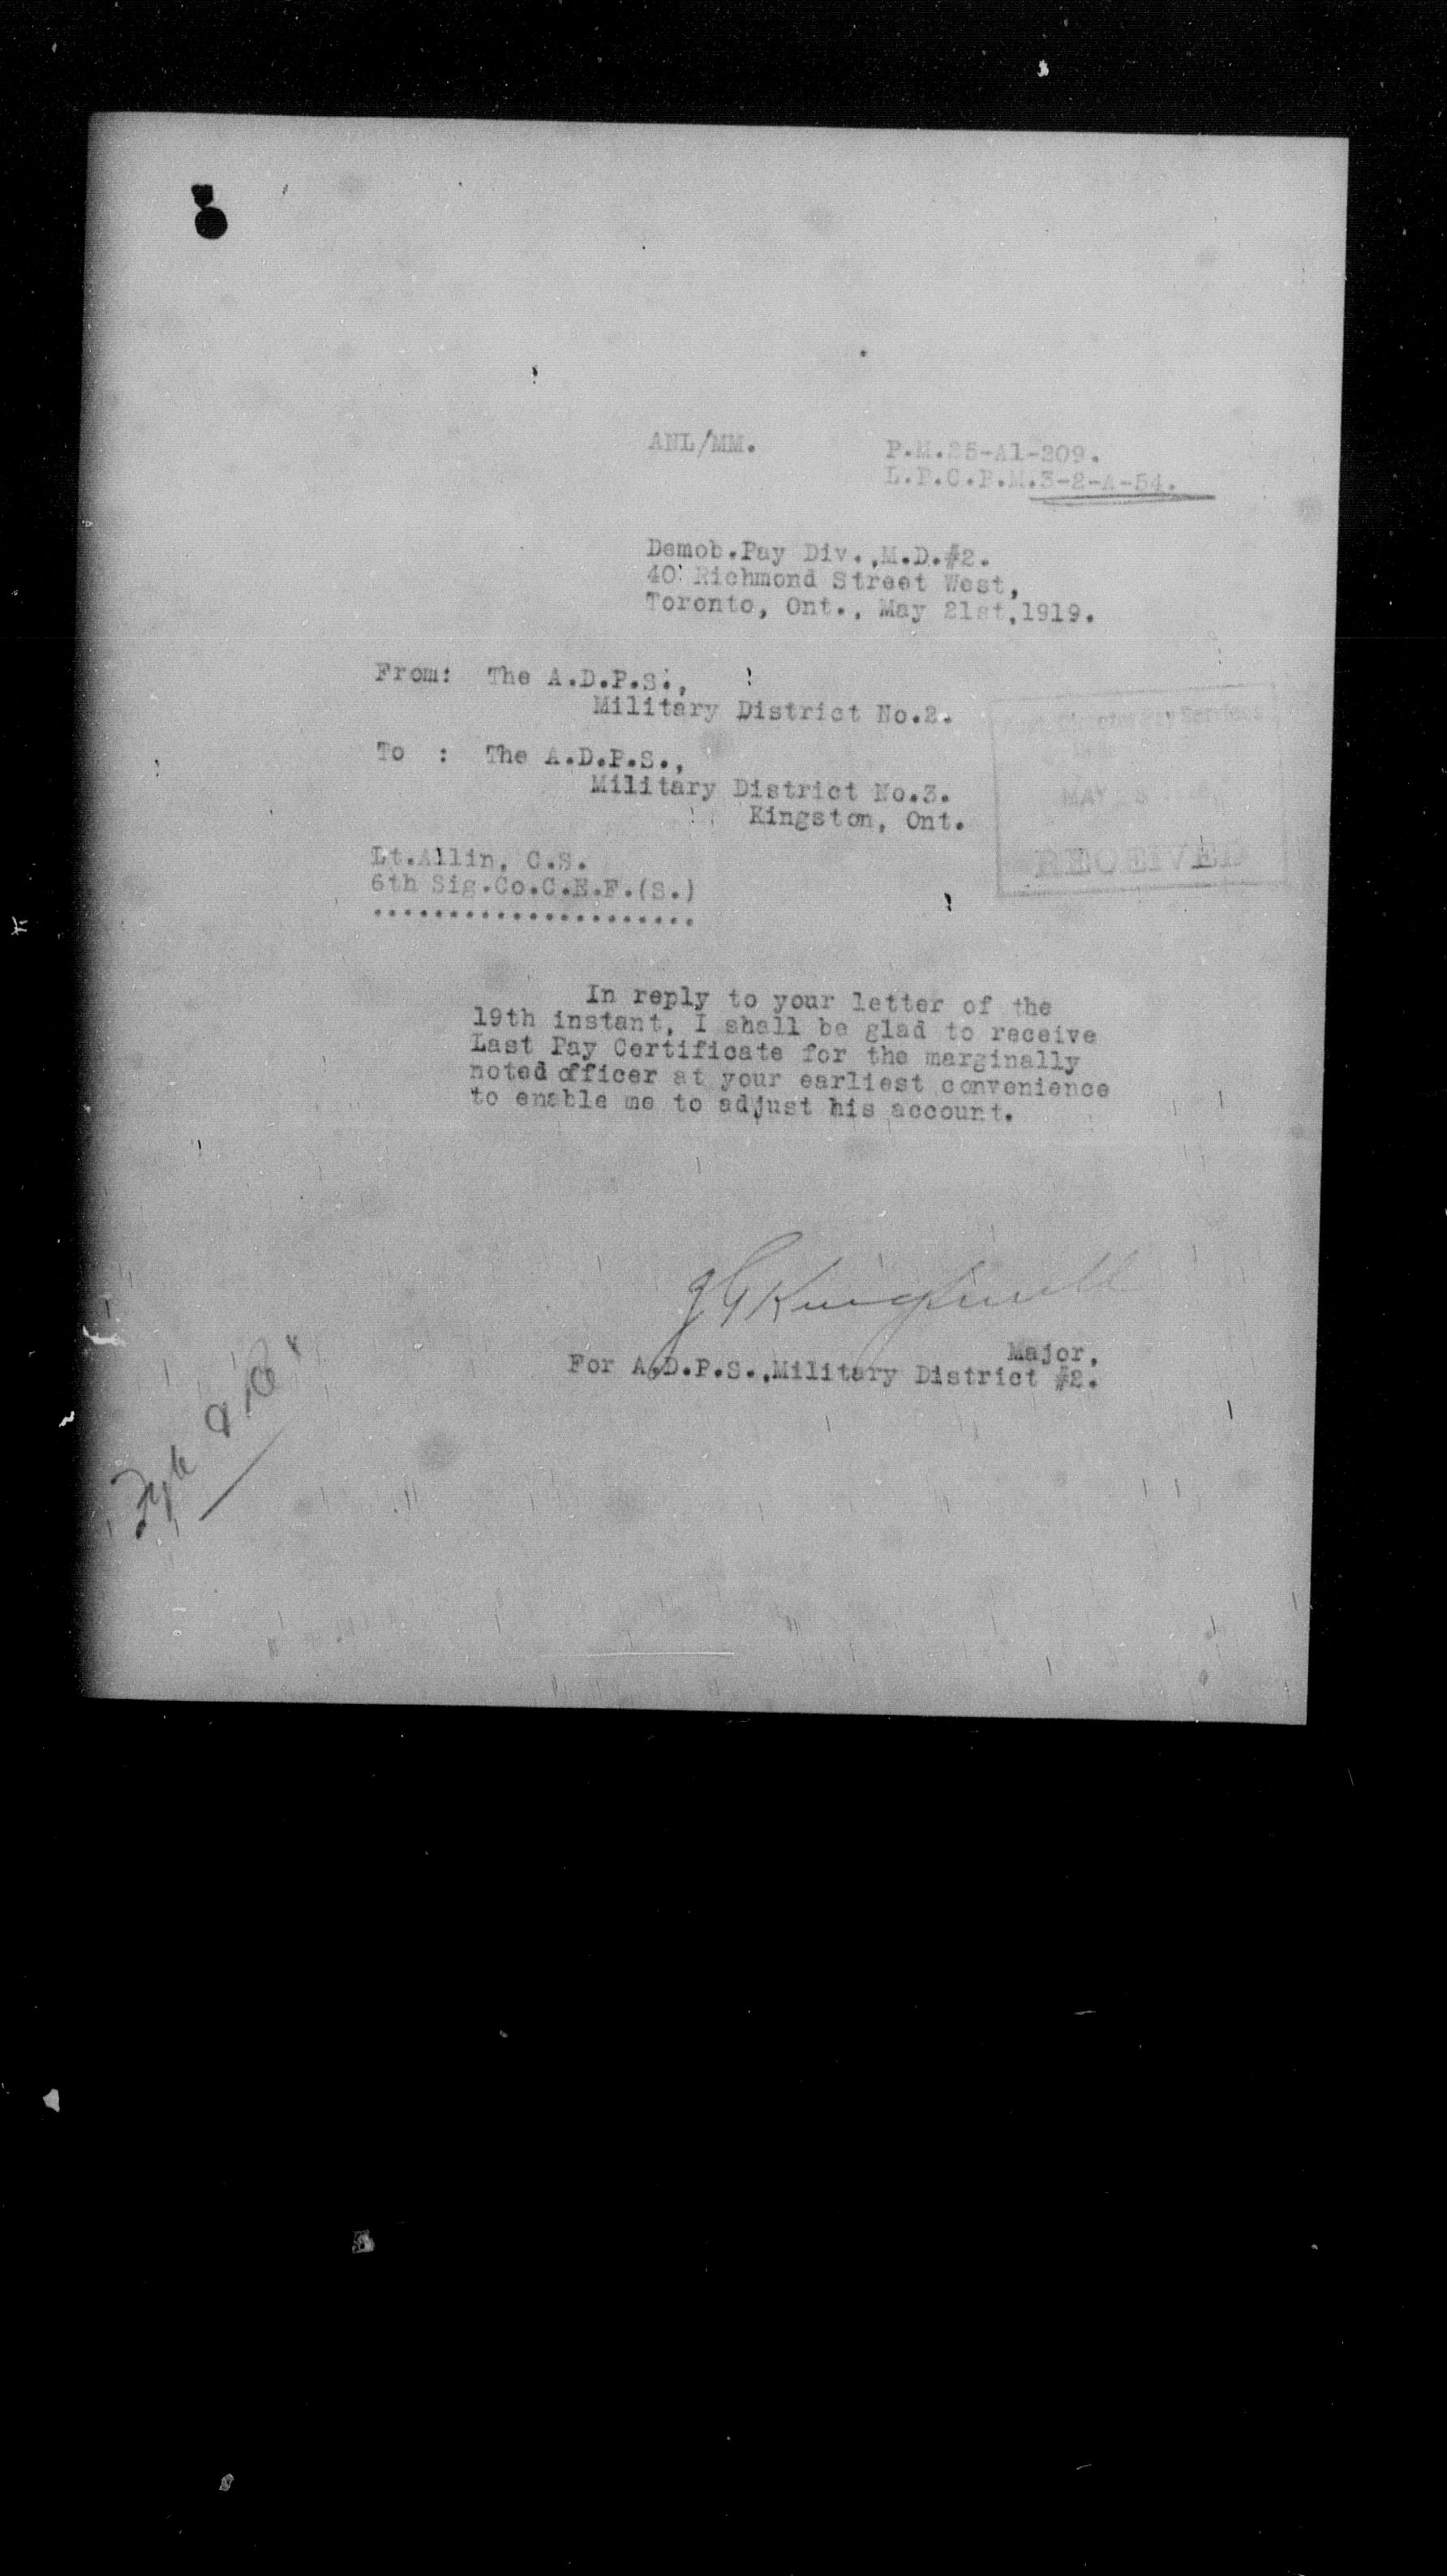 ANL/MM. P.M.25-Al-209.
L.P.C.P.M.3-2-A-54.
Demob.Pay Div.,M.D.#2.
40 Richmond Street West,
Toronto, Ont., May 21st,1919.
From: The A.D.P.S.,
Military District No.2.
To : The A.D.P.S.,
Military District No.3.
Kingston, Ont.
MAY
RECEIVED
Lt.Allin, C.S.
6th Sig.Co.C.E.F.(S.)
.....................
In reply to your letter of the
19th instant, I shall be glad to receive
Last Pay Certificate for the marginally
noted officer at your earliest convenience
to enable me to adjust his account.
Major,
For A.D.P.S.,Military District #2.